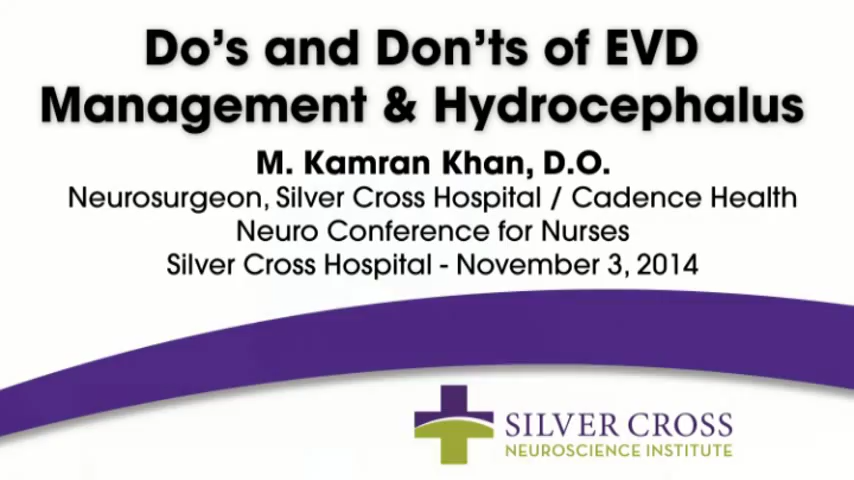 Do’s and Don’ts of EVD
Management & Hydrocephalus
M. Kamran Khan, D.O.
Neurosurgeon, Silver Cross Hospital / Cadence Health
Neuro Conference for Nurses
Silver Cross Hospital - November 3, 2014
SILVER CROSS
NEUROSCIENCE INSTITUTE